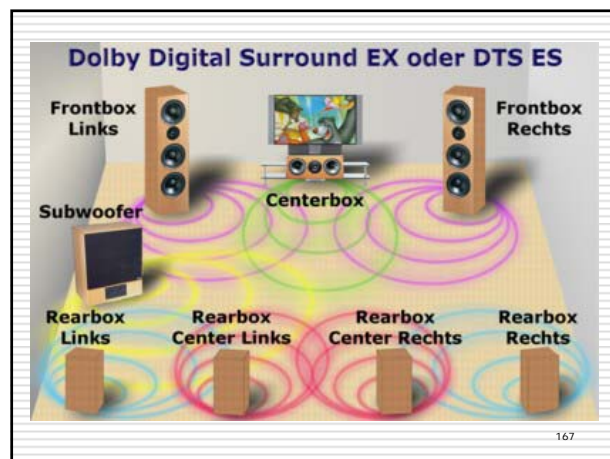 Dolby Digital Surround EX oder DTS ES
Frontbox
Links
Frontbox
Rechts
Centerbox
Subwoofer
Rearbox
Links
Rearbox
Center Links
Rearbox
Center Rechts
Rearbox
Rechts
167